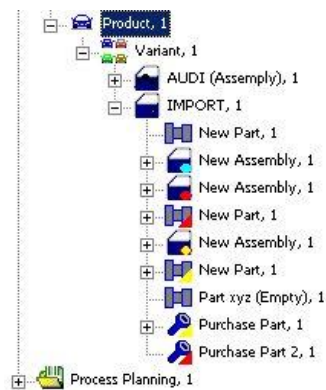 Product, 1
Variant, 1
AUDI (Assemply), 1
IMPORT, 1
New Part, 1
New Assembly, 1
New Assembly, 1
New Part, 1
New Assembly, 1
New Part, 1
Part xyz (Empty), 1
Purchase Part, 1
Purchase Part 2, 1
Process Planning, 1